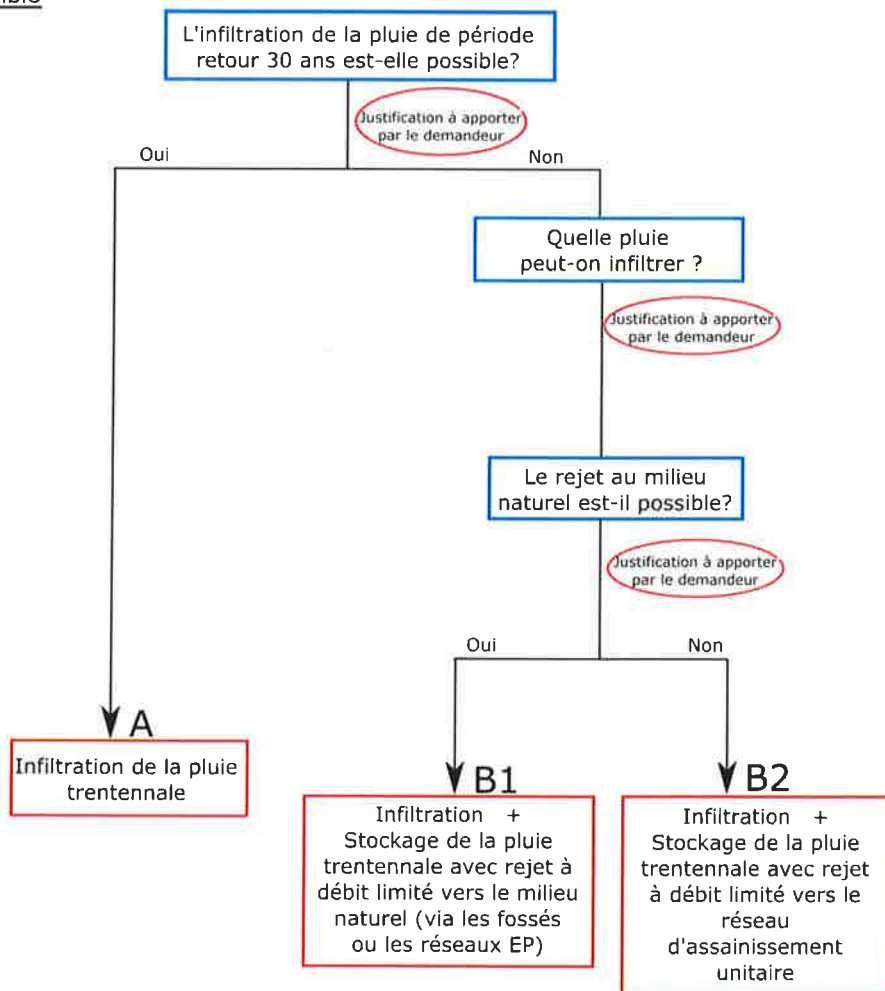 L'infiltration de la pluie de période
retour 30 ans est-elle possible?
Justification à apporter
par le demandeur
Oui
Non
Quelle pluie
peut-on infiltrer ?
Justification à apporter
par le demandeur
Le rejet au milieu
naturel est-il possible?
Justification à apporter
par le demandeur
Oui
Non
A
Infiltration de la pluie
trentennale
B1
Infiltration +
Stockage de la pluie
trentennale avec rejet à
débit limité vers le milieu
naturel (via les fossés
ou les réseaux EP)
B2
Infiltration +
Stockage de la pluie
trentennale avec rejet
à débit limité vers le
réseau
d'assainissement
unitaire